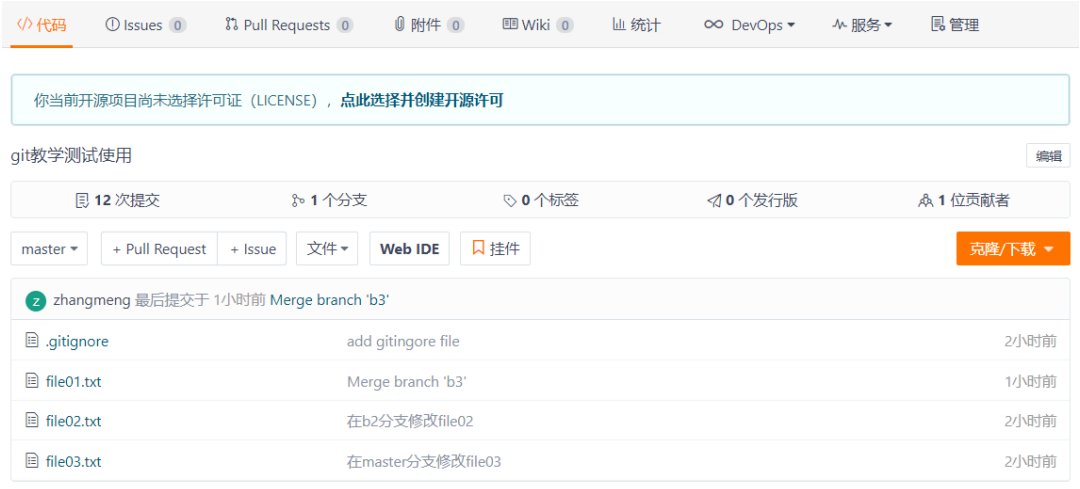 代码 Issues 0 Pull Requests 0 附件 0 Wiki 0 统计 DevOps 服务 管理
你当前开源项目尚未选择许可证（LICENSE），点此选择并创建开源许可
git教学测试使用 编辑
12 次提交 1 个分支 0 个标签 0 个发行版 1 位贡献者
master + Pull Request + Issue 文件 Web IDE 挂件 克隆/下载
z zhangmeng 最后提交于 1小时前 Merge branch 'b3'
.gitignore add gitingore file 2小时前
file01.txt Merge branch 'b3' 1小时前
file02.txt 在b2分支修改file02 2小时前
file03.txt 在master分支修改file03 2小时前